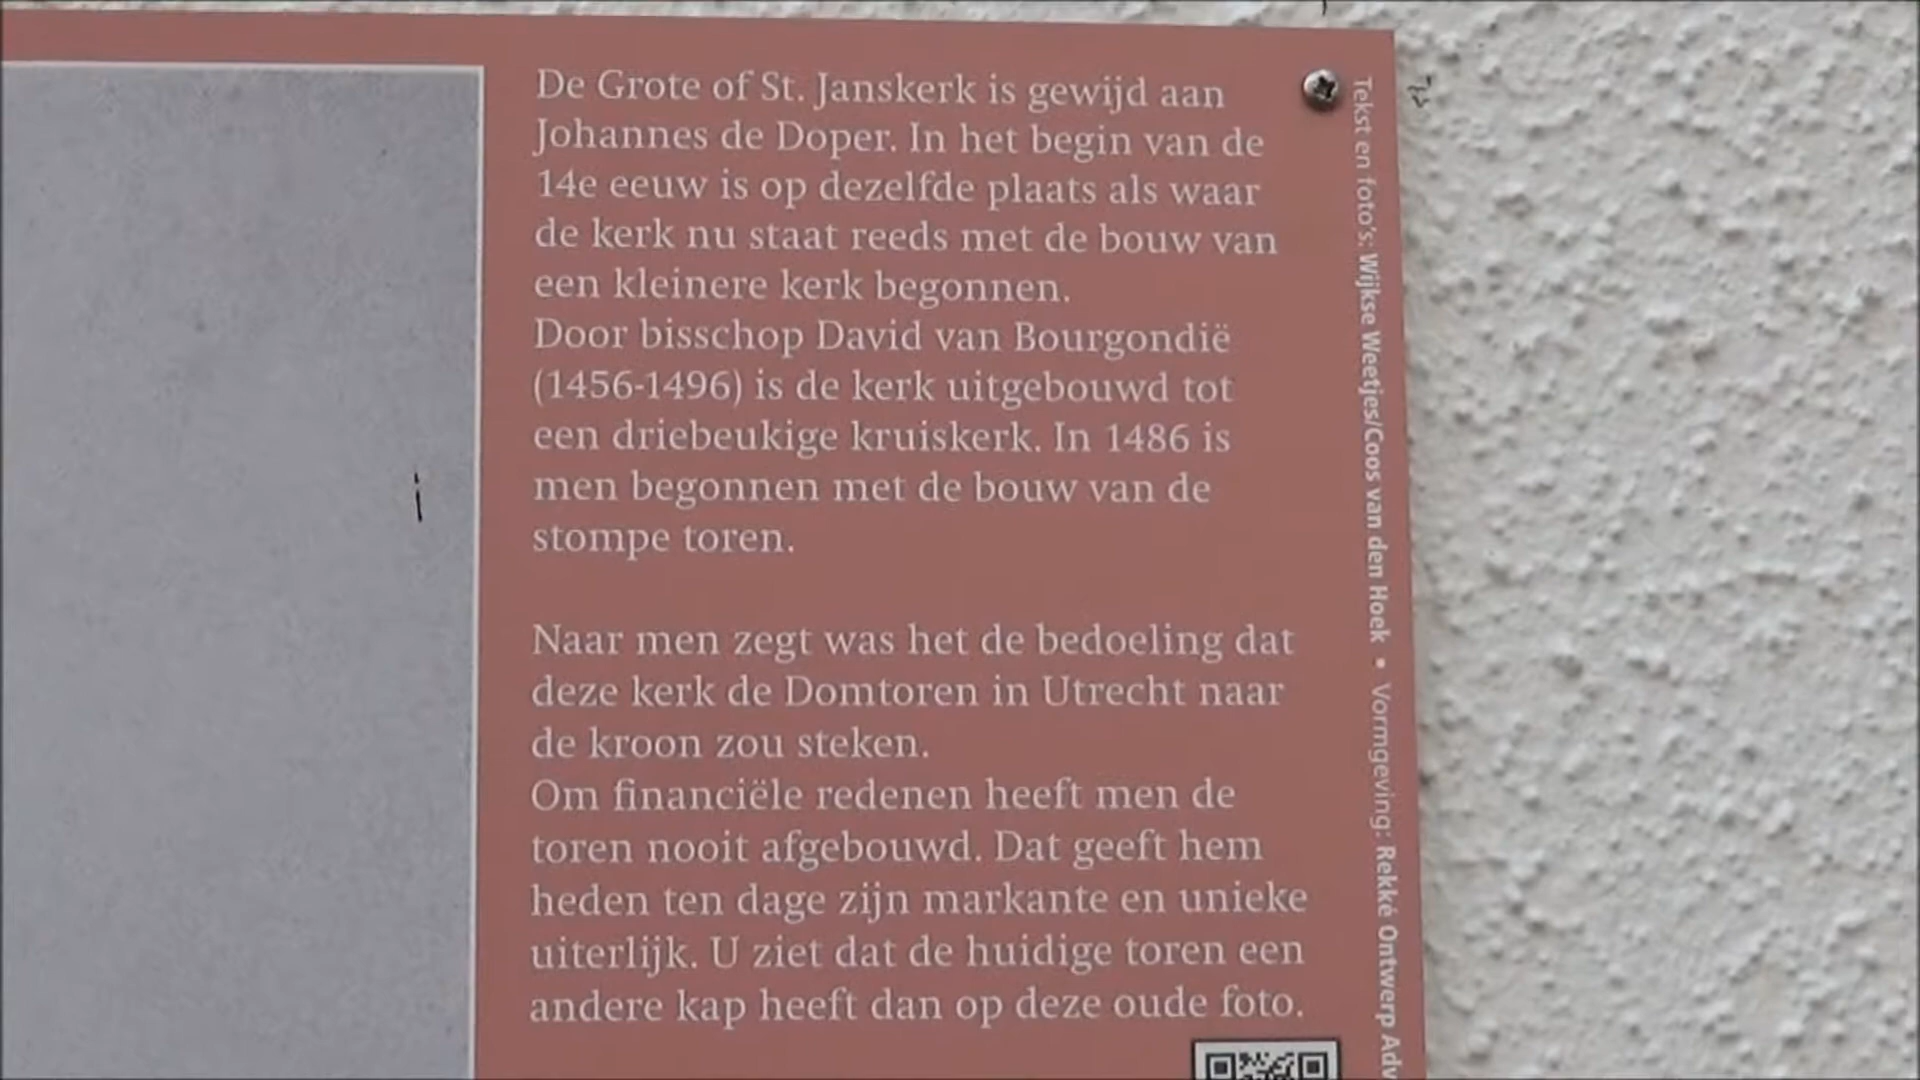 De Grote of St. Janskerk is gewijd aan
Johannes de Doper. In het begin van de
14e eeuw is op dezelfde plaats als waar
de kerk nu staat reeds met de bouw van
een kleinere kerk begonnen.
Door bisschop David van Bourgondië
(1456-1496) is de kerk uitgebouwd tot
een driebeukige kruiskerk. In 1486 is
men begonnen met de bouw van de
stompe toren.
Naar men zegt was het de bedoeling dat
deze kerk de Domtoren in Utrecht naar
de kroon zou steken.
Om financiële redenen heeft men de
toren nooit afgebouwd. Dat geeft hem
heden ten dage zijn markante en unieke
uiterlijk. U ziet dat de huidige toren een
andere kap heeft dan op deze oude foto.
Tekst en foto's: Wijkse Weetjes/Coos van den Hoek • Vormgeving: Rekké Ontwerp Adv